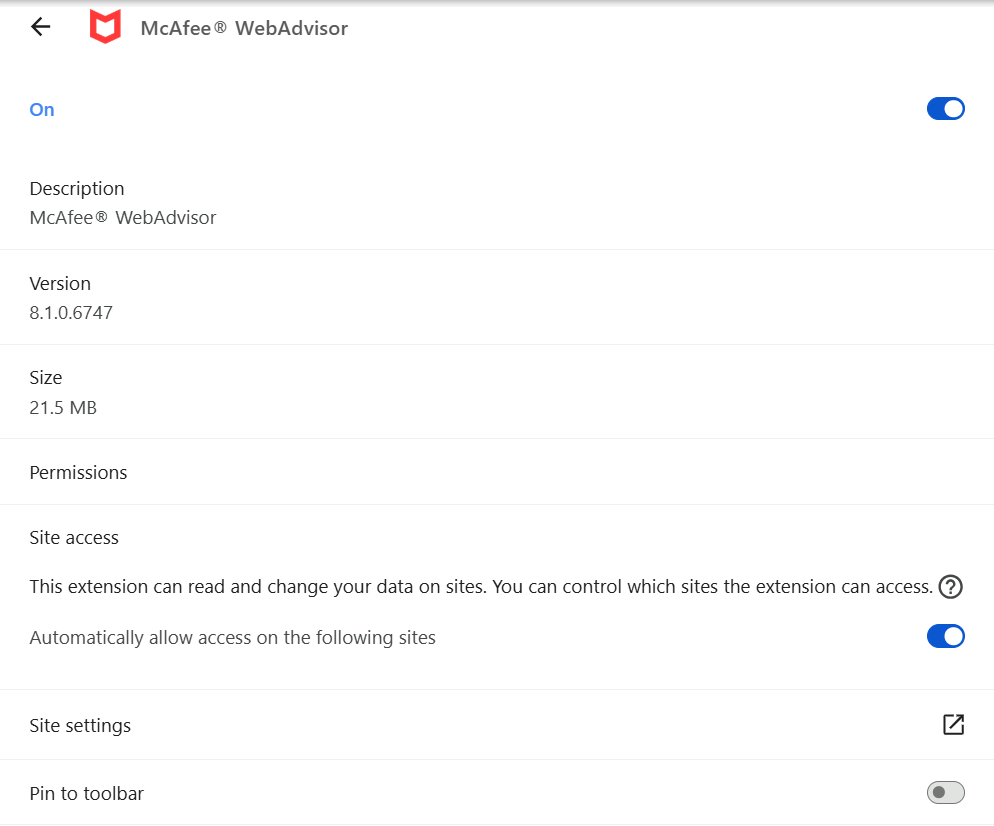 McAfee® WebAdvisor
On
Description
McAfee® WebAdvisor
Version
8.1.0.6747
Size
21.5 MB
Permissions
Site access
This extension can read and change your data on sites. You can control which sites the extension can access.
Automatically allow access on the following sites
Site settings
Pin to toolbar